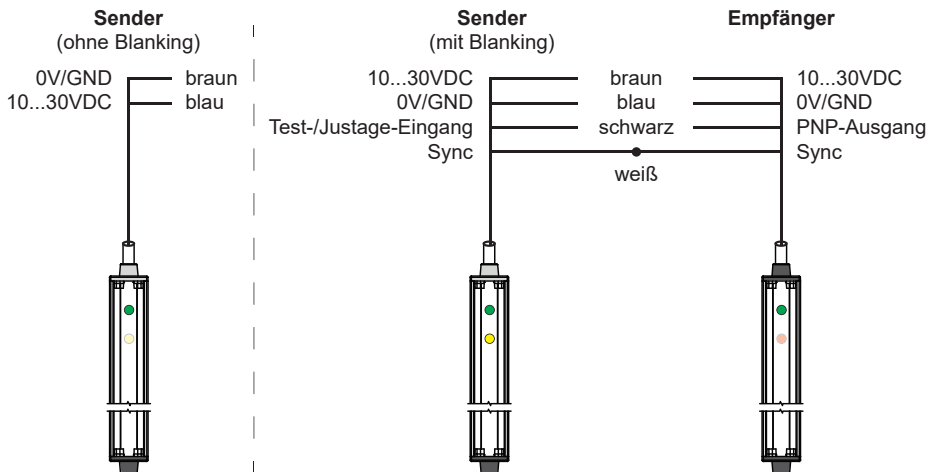 Sender
(ohne Blanking)
0V/GND
braun
10...30VDC
blau
Sender
(mit Blanking)
Empfänger
10...30VDC
braun
10...30VDC
0V/GND
blau
0V/GND
Test-/Justage-Eingang
schwarz
PNP-Ausgang
Sync
Sync
weiß